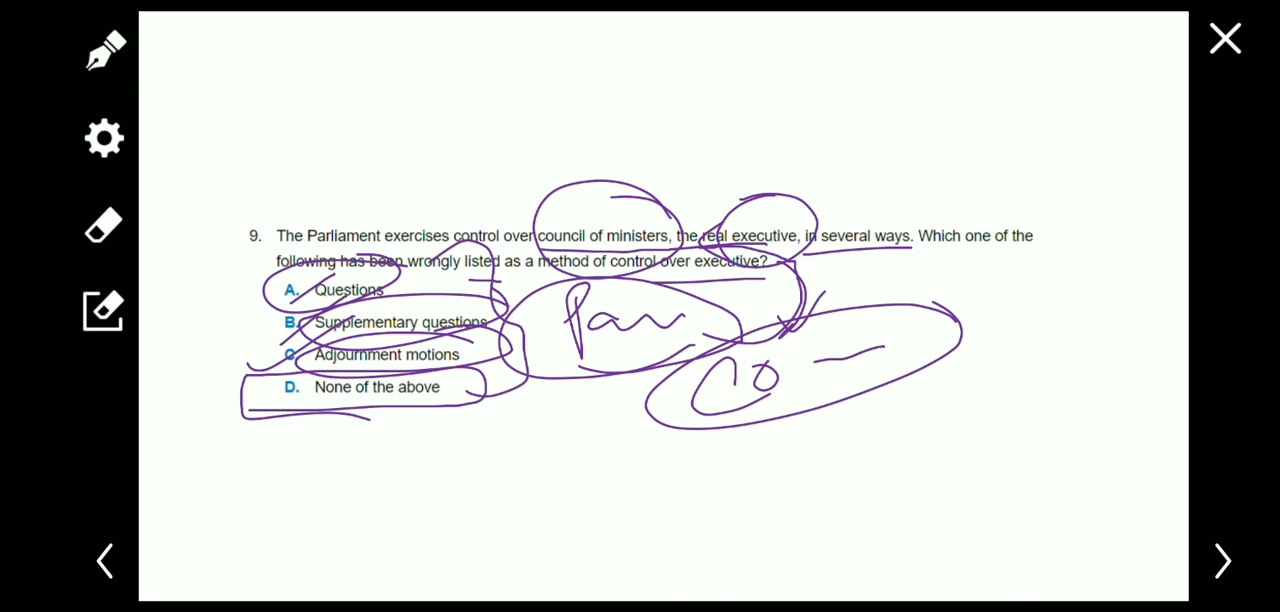 9. The Parliament exercises control over council of ministers, the real executive, in several ways. Which one of the
following has been wrongly listed as a method of control over executive?
A. Questions
B. Supplementary questions
C. Adjournment motions
D. None of the above